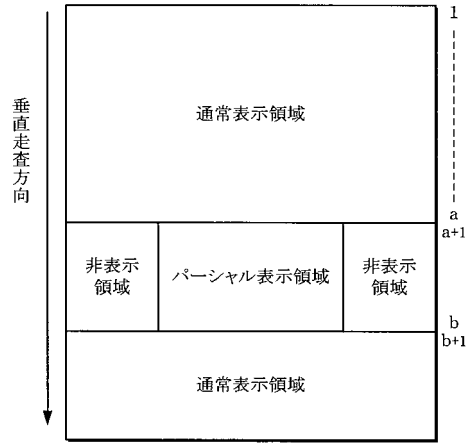 1
垂直走査方向
通常表示領域
a
a+1
非表示
領域
パーシャル表示領域
非表示
領域
b
b+1
通常表示領域